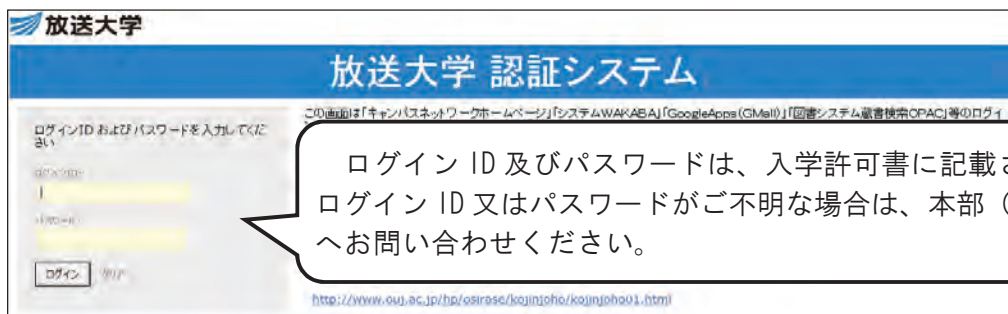 放送大学
放送大学 認証システム
この画面は「キャンパスネットワークホームページ」「システムWAKABA」「GoogleApps(GMail)」「図書システム蔵書検索OPAC」等のログイ
ログインID およびパスワードを入力してくだ
さい
ログイン ID 及びパスワードは、入学許可書に記載さ
ログイン ID 又はパスワードがご不明な場合は、本部（
へお問い合わせください。
パスワード
ログイン
クリア
http://www.ouj.ac.jp/hp/osirase/kojinjoho/kojinjoho01.html